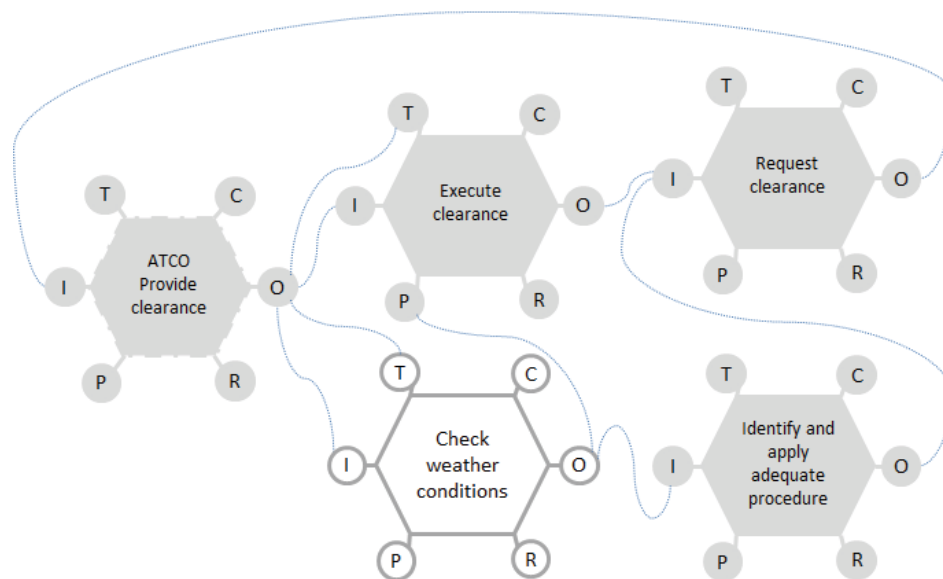 T
C
ATCO
Provide
clearance
I
O
P
R
T
C
Execute
clearance
I
O
P
R
T
C
Request
clearance
I
O
P
R
T
C
Check
weather
conditions
I
O
P
R
T
C
Identify and
apply
adequate
procedure
I
O
P
R